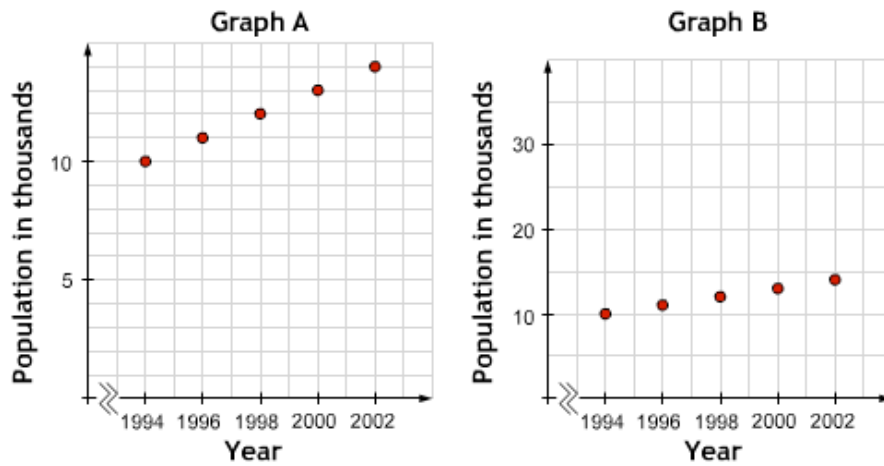 Graph A
Population in thousands
10
5
1994 1996 1998 2000 2002
Year
Graph B
Population in thousands
30
20
10
1994 1996 1998 2000 2002
Year